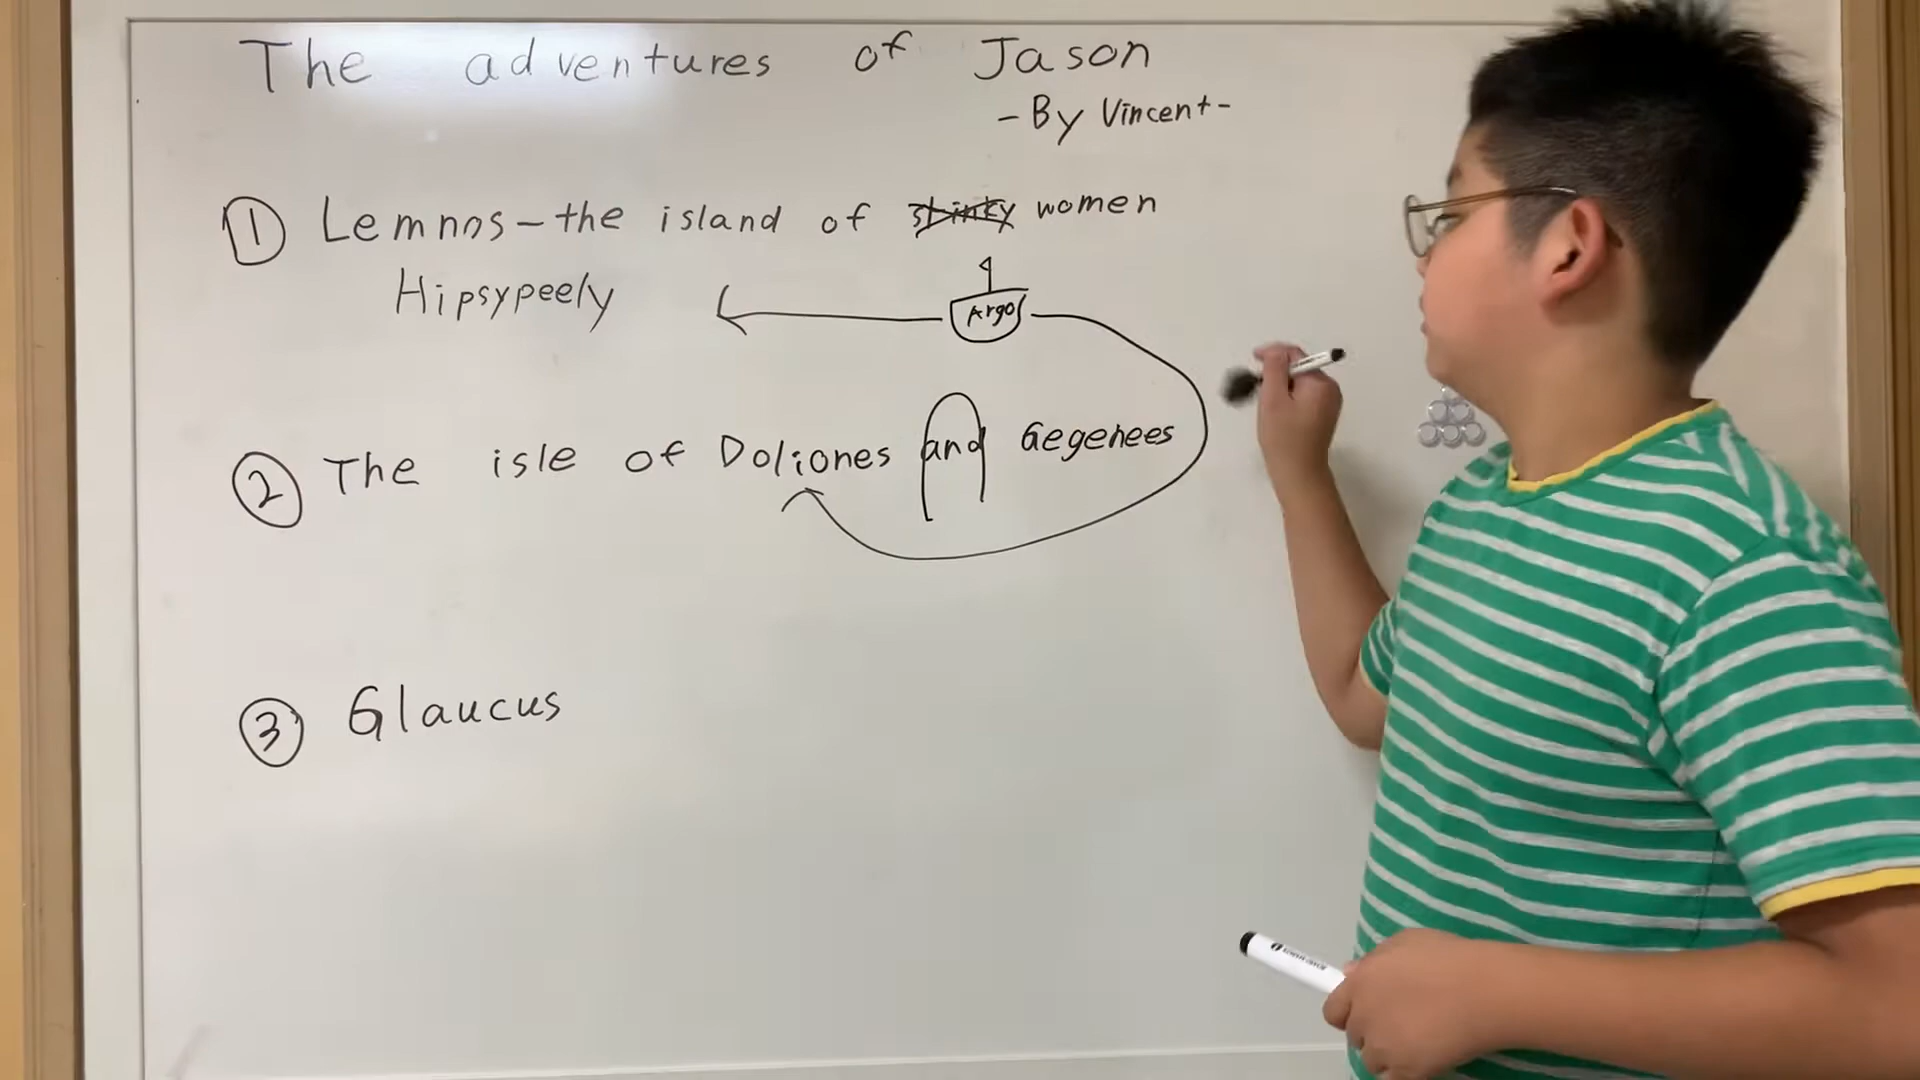 The adventures of Jason
- By Vincent -
① Lemnos - the island of stinky women
Hipsypeely
Argo
② The isle of Doliones and Gegenees
③ Glaucus